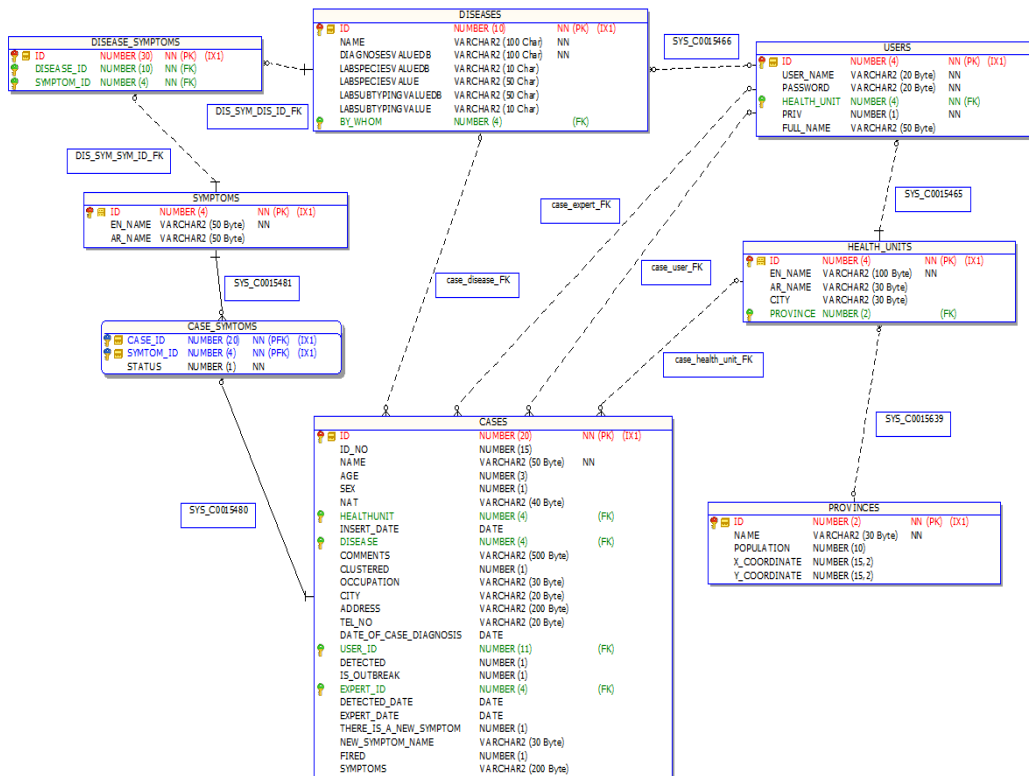 DISEASES
ID NUMBER (10) NN (PK) (IX1)
NAME VARCHAR2 (100 Char) NN
DIAGNOSESVALUEDB VARCHAR2 (100 Char) NN
LABSPECIESVALUEDB VARCHAR2 (10 Char)
LABSPECIESVALUE VARCHAR2 (50 Char)
LABSUBTYPINGVALUEDB VARCHAR2 (50 Char)
LABSUBTYPINGVALUE VARCHAR2 (10 Char)
BY_WHOM NUMBER (4) (FK)
DISEASE_SYMPTOMS
ID NUMBER (30) NN (PK) (IX1)
DISEASE_ID NUMBER (10) NN (FK)
SYMPTOM_ID NUMBER (4) NN (FK)
SYS_C0015466
USERS
ID NUMBER (4) NN (PK) (IX1)
USER_NAME VARCHAR2 (20 Byte) NN
PASSWORD VARCHAR2 (20 Byte) NN
HEALTH_UNIT NUMBER (4) NN (FK)
PRIV NUMBER (1) NN
FULL_NAME VARCHAR2 (50 Byte)
DIS_SYM_DIS_ID_FK
DIS_SYM_SYM_ID_FK
SYMPTOMS
ID NUMBER (4) NN (PK) (IX1)
EN_NAME VARCHAR2 (50 Byte) NN
AR_NAME VARCHAR2 (50 Byte)
case_expert_FK
SYS_C0015465
case_user_FK
case_disease_FK
SYS_C0015481
HEALTH_UNITS
ID NUMBER (4) NN (PK) (IX1)
EN_NAME VARCHAR2 (100 Byte) NN
AR_NAME VARCHAR2 (30 Byte)
CITY VARCHAR2 (30 Byte)
PROVINCE NUMBER (2) (FK)
CASE_SYMTOMS
CASE_ID NUMBER (20) NN (PFK) (IX1)
SYMTOM_ID NUMBER (4) NN (PFK) (IX1)
STATUS NUMBER (1) NN
case_health_unit_FK
SYS_C0015639
SYS_C0015480
CASES
ID NUMBER (20) NN (PK) (IX1)
ID_NO NUMBER (15)
NAME VARCHAR2 (50 Byte) NN
AGE NUMBER (3)
SEX NUMBER (1)
NAT VARCHAR2 (40 Byte)
HEALTHUNIT NUMBER (4) (FK)
INSERT_DATE DATE
DISEASE NUMBER (4) (FK)
COMMENTS VARCHAR2 (500 Byte)
CLUSTERED NUMBER (1)
OCCUPATION VARCHAR2 (30 Byte)
CITY VARCHAR2 (20 Byte)
ADDRESS VARCHAR2 (200 Byte)
TEL_NO VARCHAR2 (20 Byte)
DATE_OF_CASE_DIAGNOSIS DATE
USER_ID NUMBER (11) (FK)
DETECTED NUMBER (1)
IS_OUTBREAK NUMBER (1)
EXPERT_ID NUMBER (4) (FK)
DETECTED_DATE DATE
EXPERT_DATE DATE
THERE_IS_A_NEW_SYMPTOM NUMBER (1)
NEW_SYMPTOM_NAME VARCHAR2 (30 Byte)
FIRED NUMBER (1)
SYMPTOMS VARCHAR2 (200 Byte)
PROVINCES
ID NUMBER (2) NN (PK) (IX1)
NAME VARCHAR2 (30 Byte) NN
POPULATION NUMBER (10)
X_COORDINATE NUMBER (15,2)
Y_COORDINATE NUMBER (15,2)